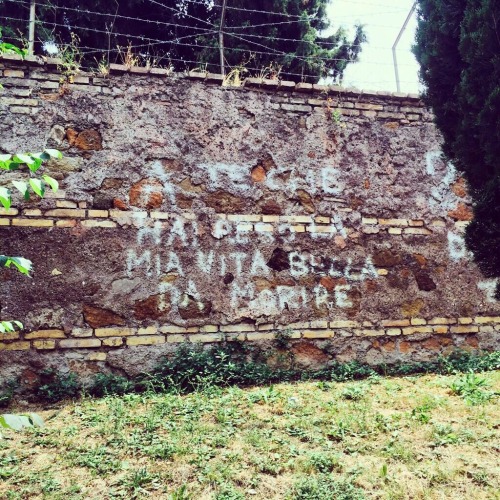 A TE CHE
HAI RESO LA
MIA VITA BELLA
DA MORIRE